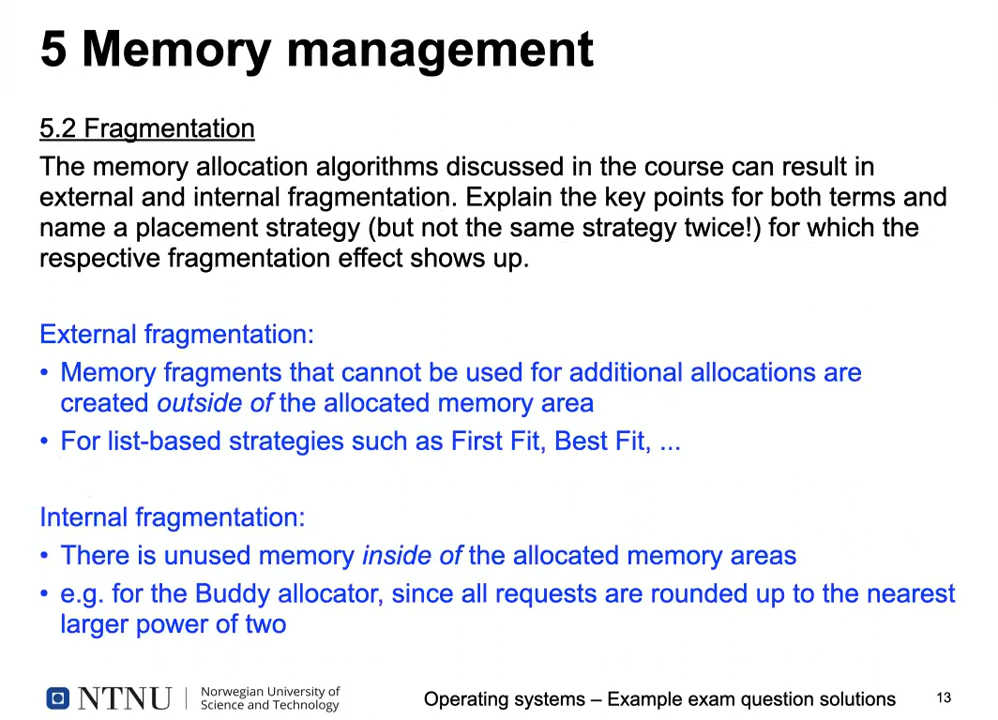 5 Memory management
5.2 Fragmentation
The memory allocation algorithms discussed in the course can result in
external and internal fragmentation. Explain the key points for both terms and
name a placement strategy (but not the same strategy twice!) for which the
respective fragmentation effect shows up.
External fragmentation:
• Memory fragments that cannot be used for additional allocations are
created outside of the allocated memory area
• For list-based strategies such as First Fit, Best Fit, ...
Internal fragmentation:
• There is unused memory inside of the allocated memory areas
• e.g. for the Buddy allocator, since all requests are rounded up to the nearest
larger power of two
NTNU
Norwegian University of
Science and Technology
Operating systems – Example exam question solutions
13